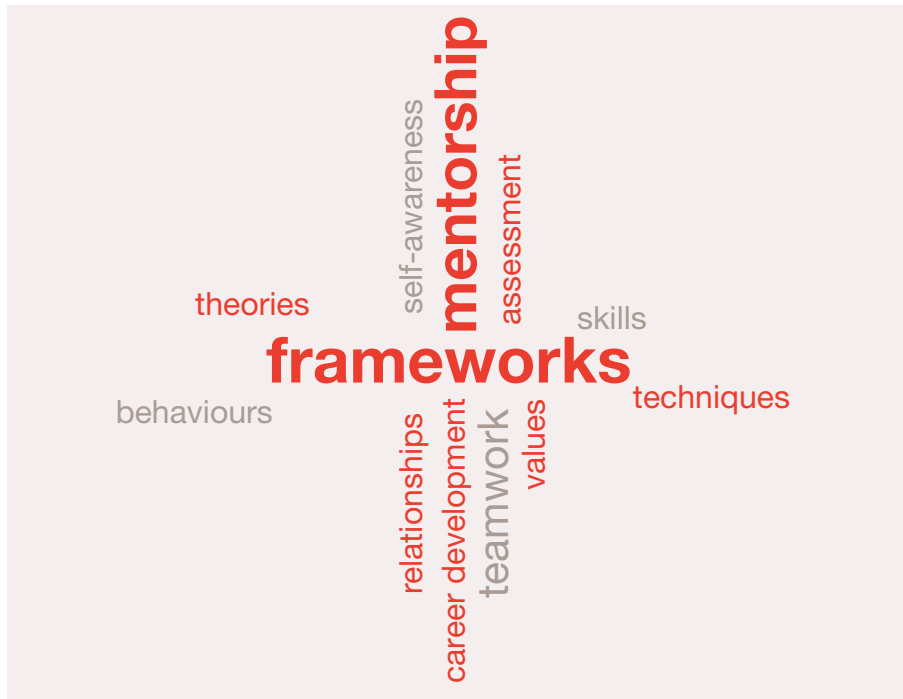 self-awareness
mentorship
assessment
theories
skills
frameworks
behaviours
techniques
relationships
career development
teamwork
values